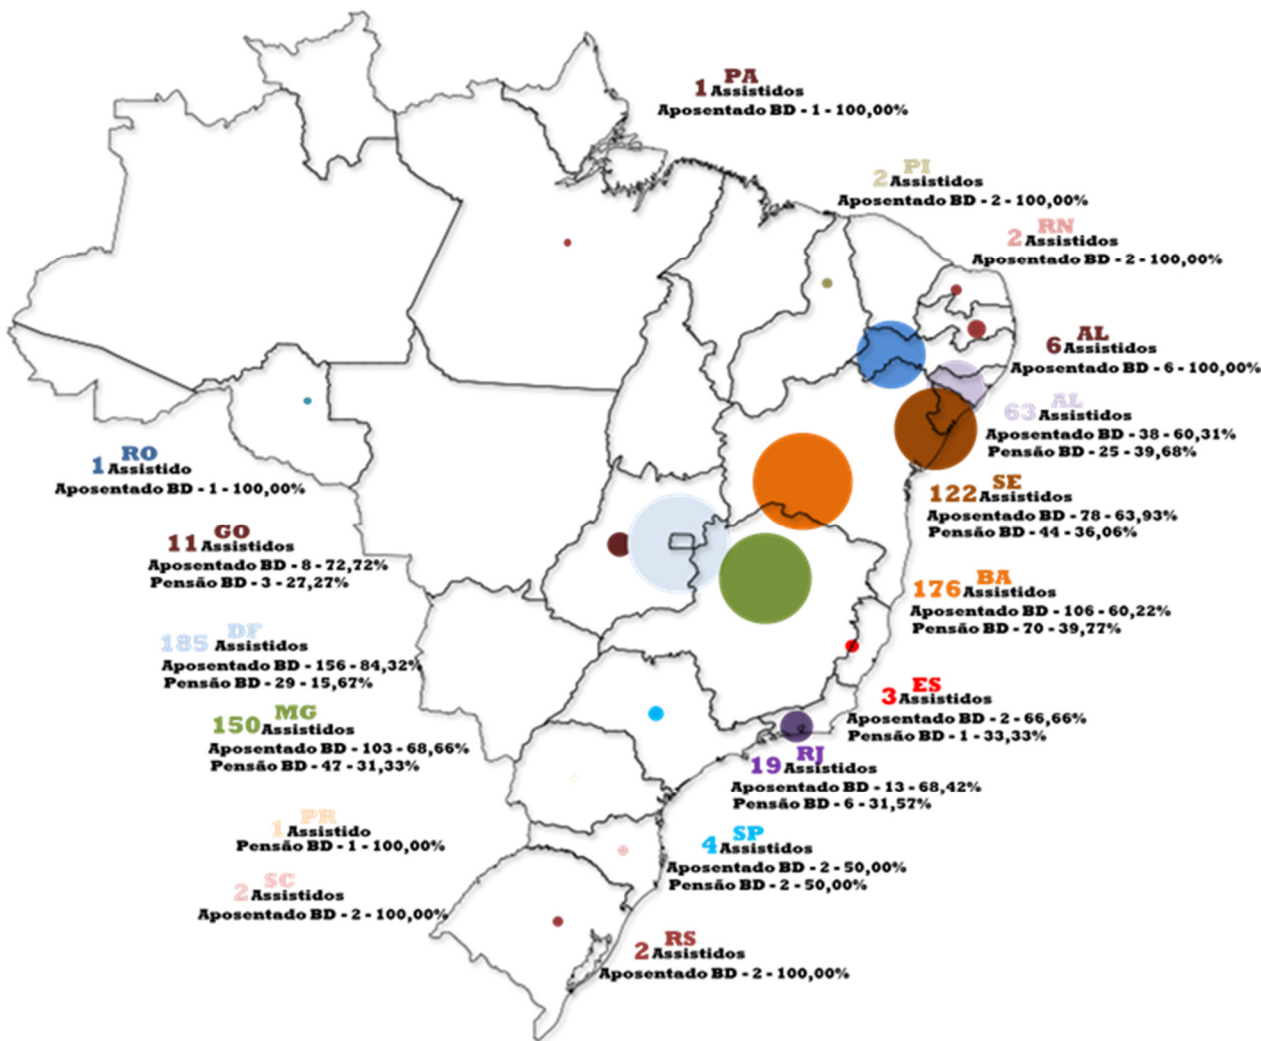 PA
1 Assistidos
Aposentado BD - 1 - 100,00%
PI
2 Assistidos
Aposentado BD - 2 - 100,00%
RN
2 Assistidos
Aposentado BD - 2 - 100,00%
AL
6 Assistidos
Aposentado BD - 6 - 100,00%
AL
63 Assistidos
Aposentado BD - 38 - 60,31%
Pensão BD - 25 - 39,68%
SE
122 Assistidos
Aposentado BD - 78 - 63,93%
Pensão BD - 44 - 36,06%
BA
176 Assistidos
Aposentado BD - 106 - 60,22%
Pensão BD - 70 - 39,77%
ES
3 Assistidos
Aposentado BD - 2 - 66,66%
Pensão BD - 1 - 33,33%
RJ
19 Assistidos
Aposentado BD - 13 - 68,42%
Pensão BD - 6 - 31,57%
SP
4 Assistidos
Aposentado BD - 2 - 50,00%
Pensão BD - 2 - 50,00%
RS
2 Assistidos
Aposentado BD - 2 - 100,00%
RO
1 Assistido
Aposentado BD - 1 - 100,00%
GO
11 Assistidos
Aposentado BD - 8 - 72,72%
Pensão BD - 3 - 27,27%
DF
185 Assistidos
Aposentado BD - 156 - 84,32%
Pensão BD - 29 - 15,67%
MG
150 Assistidos
Aposentado BD - 103 - 68,66%
Pensão BD - 47 - 31,33%
PR
1 Assistido
Pensão BD - 1 - 100,00%
SC
2 Assistidos
Aposentado BD - 2 - 100,00%